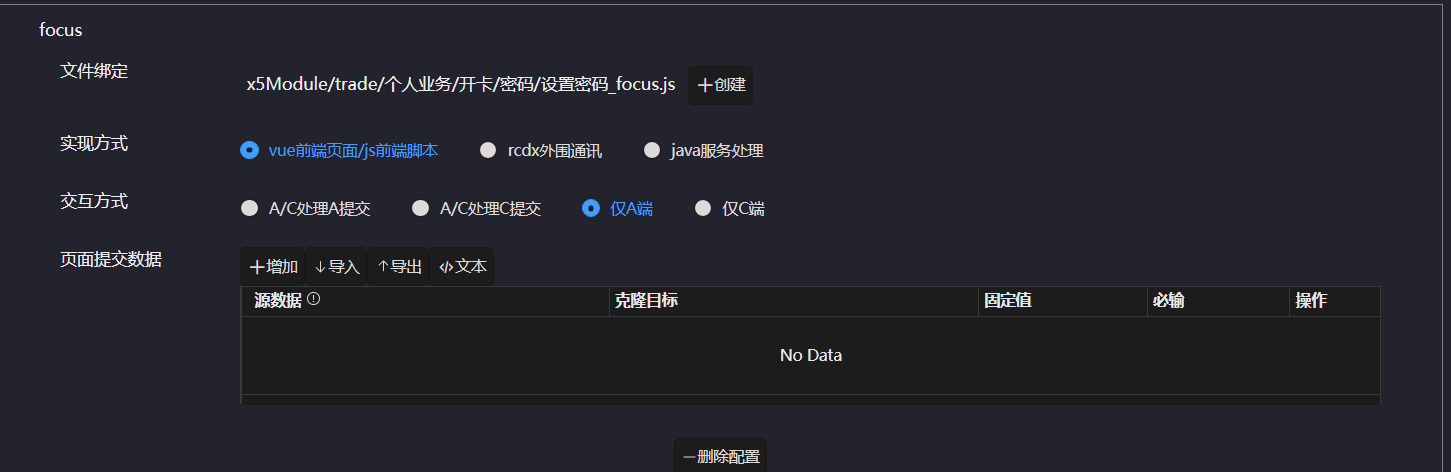 focus
文件绑定
x5Module/trade/个人业务/开卡/密码/设置密码_focus.js 创建
实现方式 vue前端页面/js前端脚本 rcdx外围通讯 java服务处理
交互方式 A/C处理A提交 A/C处理C提交 仅A端 仅C端
页面提交数据 增加 导入 导出 文本
源数据 克隆目标 固定值 必输 操作
No Data
删除配置